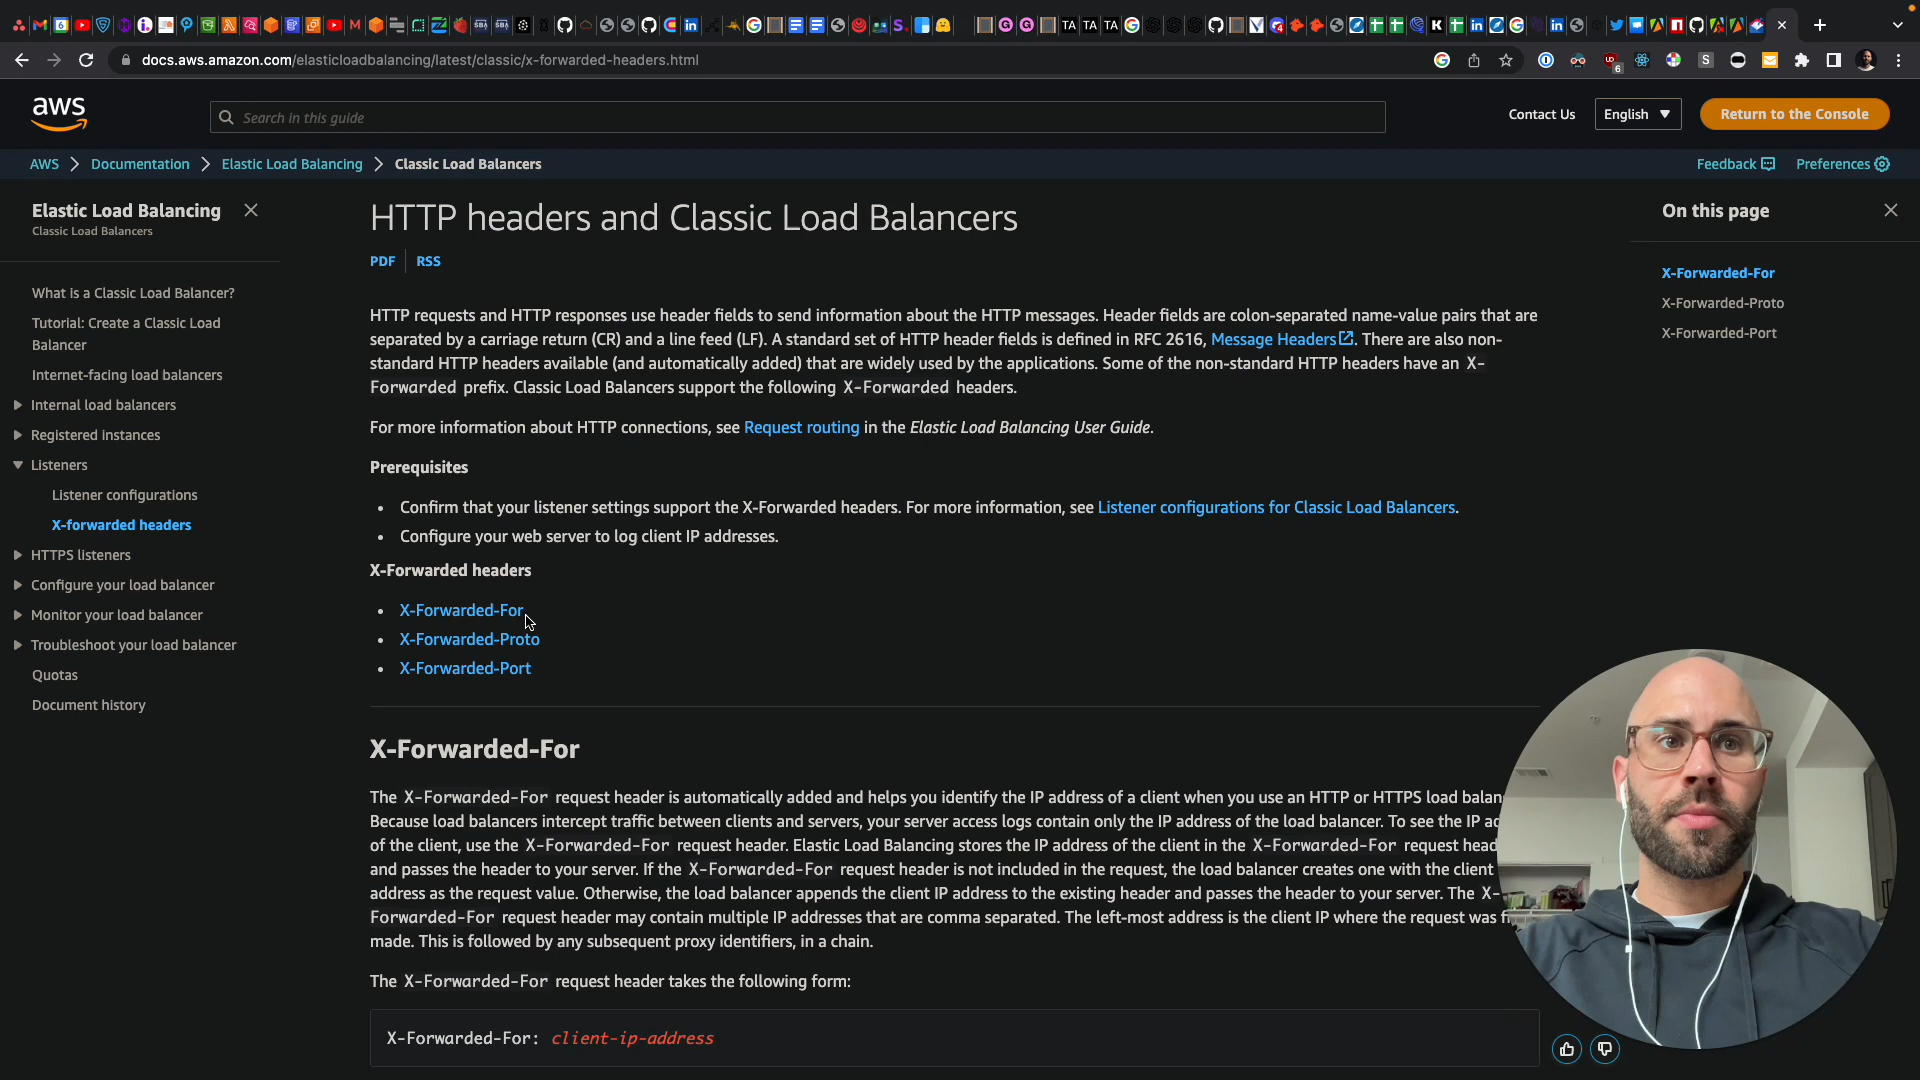 docs.aws.amazon.com/elasticloadbalancing/latest/classic/x-forwarded-headers.html
aws
Search in this guide
Contact Us
English
Return to the Console
AWS > Documentation > Elastic Load Balancing > Classic Load Balancers
Feedback
Preferences
Elastic Load Balancing
Classic Load Balancers
What is a Classic Load Balancer?
Tutorial: Create a Classic Load
Balancer
Internet-facing load balancers
Internal load balancers
Registered instances
Listeners
Listener configurations
X-forwarded headers
HTTPS listeners
Configure your load balancer
Monitor your load balancer
Troubleshoot your load balancer
Quotas
Document history
HTTP headers and Classic Load Balancers
PDF | RSS
HTTP requests and HTTP responses use header fields to send information about the HTTP messages. Header fields are colon-separated name-value pairs that are
separated by a carriage return (CR) and a line feed (LF). A standard set of HTTP header fields is defined in RFC 2616, Message Headers. There are also non-
standard HTTP headers available (and automatically added) that are widely used by the applications. Some of the non-standard HTTP headers have an X-
Forwarded prefix. Classic Load Balancers support the following X-Forwarded headers.
For more information about HTTP connections, see Request routing in the Elastic Load Balancing User Guide.
Prerequisites
• Confirm that your listener settings support the X-Forwarded headers. For more information, see Listener configurations for Classic Load Balancers.
• Configure your web server to log client IP addresses.
X-Forwarded headers
• X-Forwarded-For
• X-Forwarded-Proto
• X-Forwarded-Port
X-Forwarded-For
The X-Forwarded-For request header is automatically added and helps you identify the IP address of a client when you use an HTTP or HTTPS load balan
Because load balancers intercept traffic between clients and servers, your server access logs contain only the IP address of the load balancer. To see the IP ad
of the client, use the X-Forwarded-For request header. Elastic Load Balancing stores the IP address of the client in the X-Forwarded-For request head
and passes the header to your server. If the X-Forwarded-For request header is not included in the request, the load balancer creates one with the client
address as the request value. Otherwise, the load balancer appends the client IP address to the existing header and passes the header to your server. The X-
Forwarded-For request header may contain multiple IP addresses that are comma separated. The left-most address is the client IP where the request was fi
made. This is followed by any subsequent proxy identifiers, in a chain.
The X-Forwarded-For request header takes the following form:
X-Forwarded-For: client-ip-address
On this page
X-Forwarded-For
X-Forwarded-Proto
X-Forwarded-Port